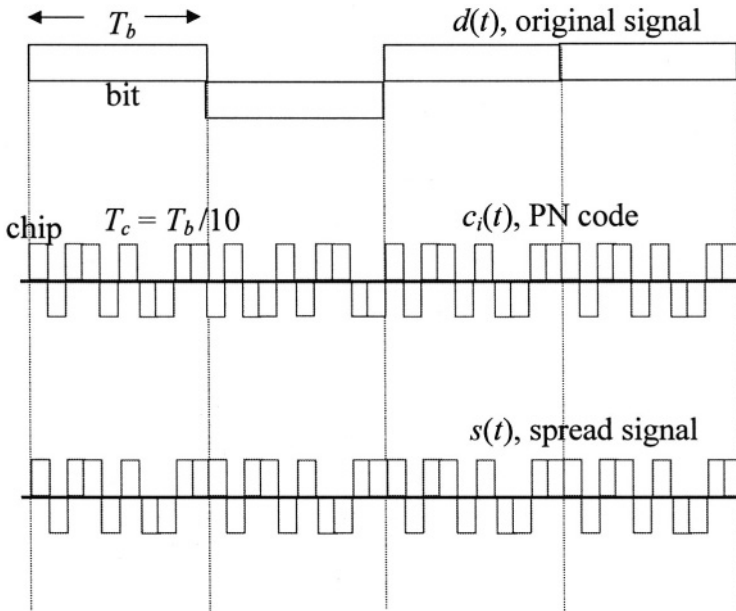 T_b
d(t), original signal
bit
chip
T_c = T_b/10
c_i(t), PN code
s(t), spread signal